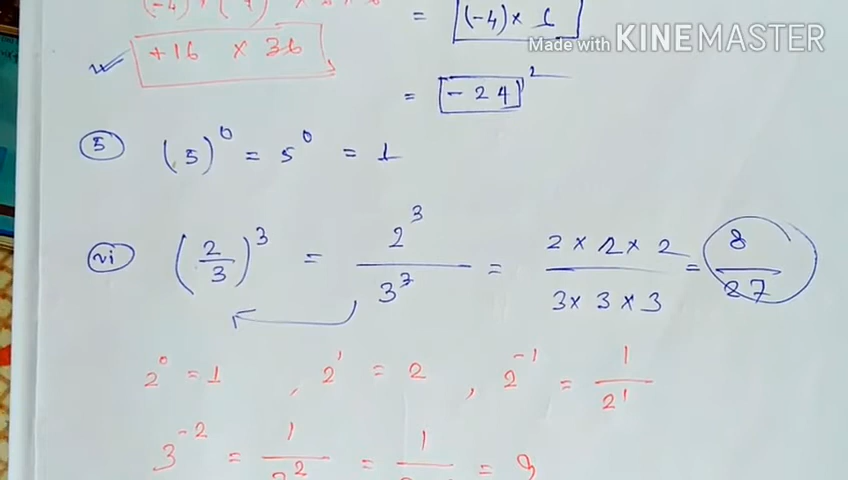 = (-4) × 6
Made with KINEMASTER
+16 × 36
= (-24)²
5 (5)⁰ = 5⁰ = 1
vi (2/3)³ = 2³/3³ = 2 × 2 × 2/3 × 3 × 3 = 8/27
2⁰ = 1 , 2¹ = 2 , 2⁻¹ = 1/2¹
3⁻² = 1/3² = 1/ = 9